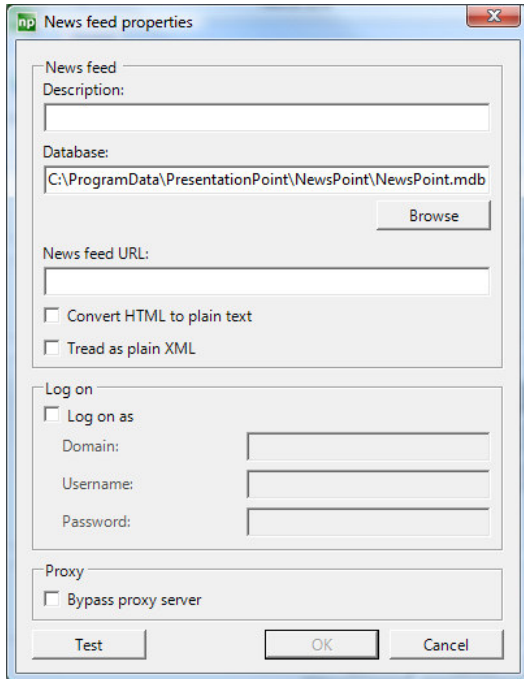 np News feed properties
News feed
Description:
Database:
C:\ProgramData\PresentationPoint\NewsPoint\NewsPoint.mdb
Browse
News feed URL:
Convert HTML to plain text
Tread as plain XML
Log on
Log on as
Domain:
Username:
Password:
Proxy
Bypass proxy server
Test OK Cancel